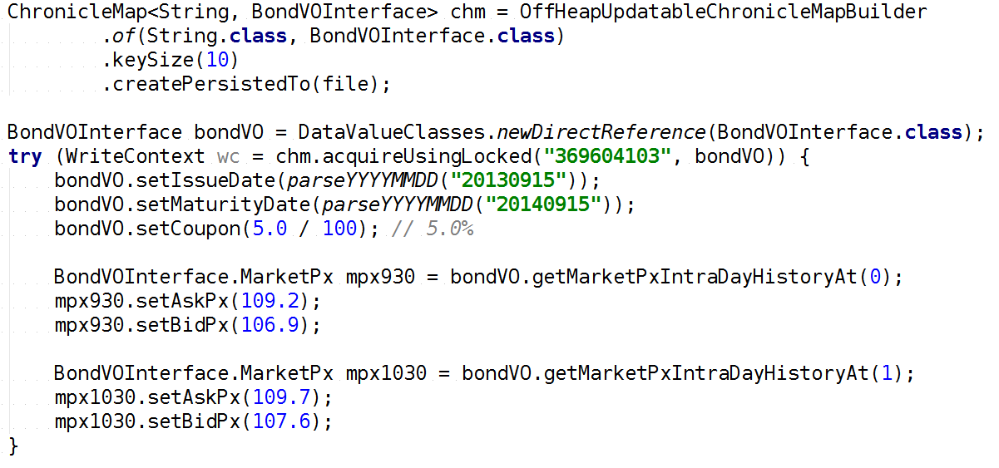 ChronicleMap<String, BondVOInterface> chm = OffHeapUpdatableChronicleMapBuilder
        .of(String.class, BondVOInterface.class)
        .keySize(10)
        .createPersistedTo(file);

BondVOInterface bondVO = DataValueClasses.newDirectReference(BondVOInterface.class);
try (WriteContext wc = chm.acquireUsingLocked("369604103", bondVO)) {
    bondVO.setIssueDate(parseYYYYMMDD("20130915"));
    bondVO.setMaturityDate(parseYYYYMMDD("20140915"));
    bondVO.setCoupon(5.0 / 100); // 5.0%

    BondVOInterface.MarketPx mpx930 = bondVO.getMarketPxIntraDayHistoryAt(0);
    mpx930.setAskPx(109.2);
    mpx930.setBidPx(106.9);

    BondVOInterface.MarketPx mpx1030 = bondVO.getMarketPxIntraDayHistoryAt(1);
    mpx1030.setAskPx(109.7);
    mpx1030.setBidPx(107.6);
}